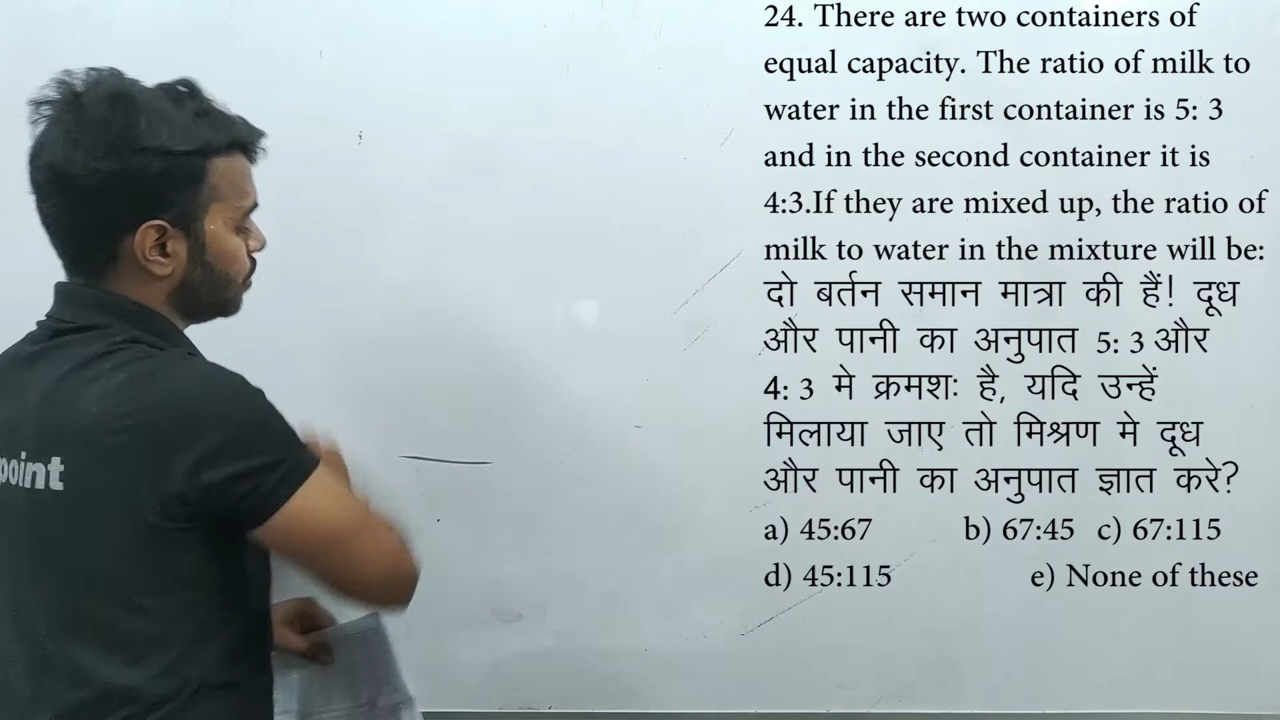 24. There are two containers of
equal capacity. The ratio of milk to
water in the first container is 5: 3
and in the second container it is
4:3.If they are mixed up, the ratio of
milk to water in the mixture will be:
दो बर्तन समान मात्रा की हैं! दूध
और पानी का अनुपात 5: 3 और
4: 3 मे क्रमशः है, यदि उन्हें
मिलाया जाए तो मिश्रण मे दूध
और पानी का अनुपात ज्ञात करे?
a) 45:67 b) 67:45 c) 67:115
d) 45:115 e) None of these
point